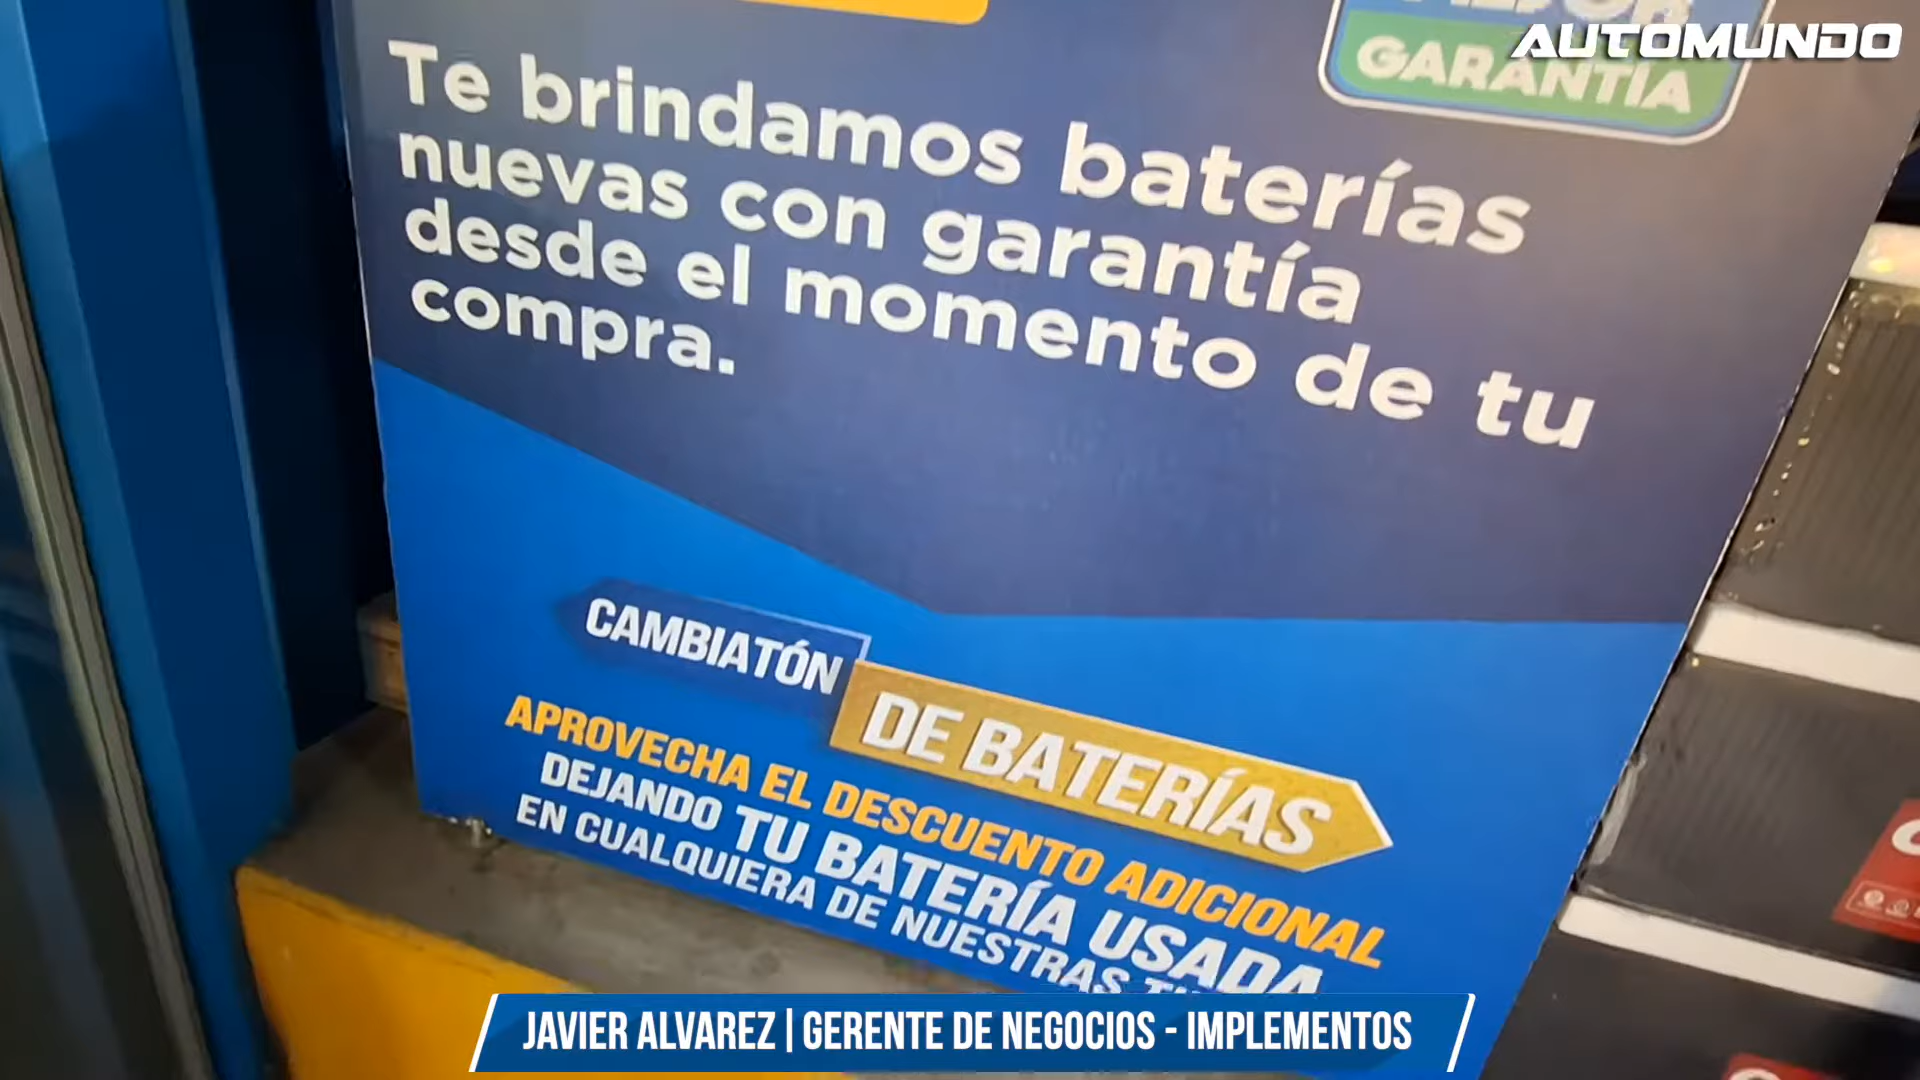 AUTOMUNDO
GARANTÍA
Te brindamos baterías
nuevas con garantía
desde el momento de tu
compra.
CAMBIATÓN
DE BATERÍAS
APROVECHA EL DESCUENTO ADICIONAL
DEJANDO TU BATERÍA USADA
EN CUALQUIERA DE NUESTRAS
JAVIER ALVAREZ | GERENTE DE NEGOCIOS - IMPLEMENTOS